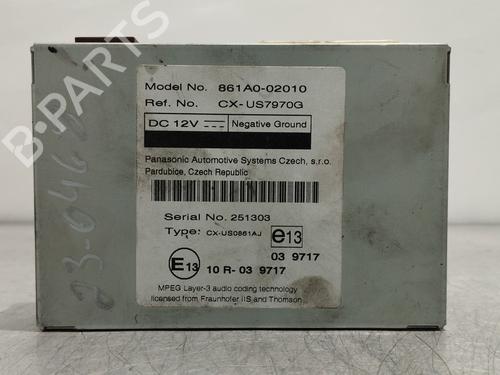 Model No. 861A0-02010
Ref. No. CX-US7970G
DC 12V Negative Ground
Panasonic Automotive Systems Czech, s.r.o.
Pardubice, Czech Republic
Serial No. 251303
Type: CX-US0861AJ e13
03 9717
E13 10 R-03 9717
MPEG Layer-3 audio coding technology
licensed from Fraunhofer IIS and Thomson
B-PARTS